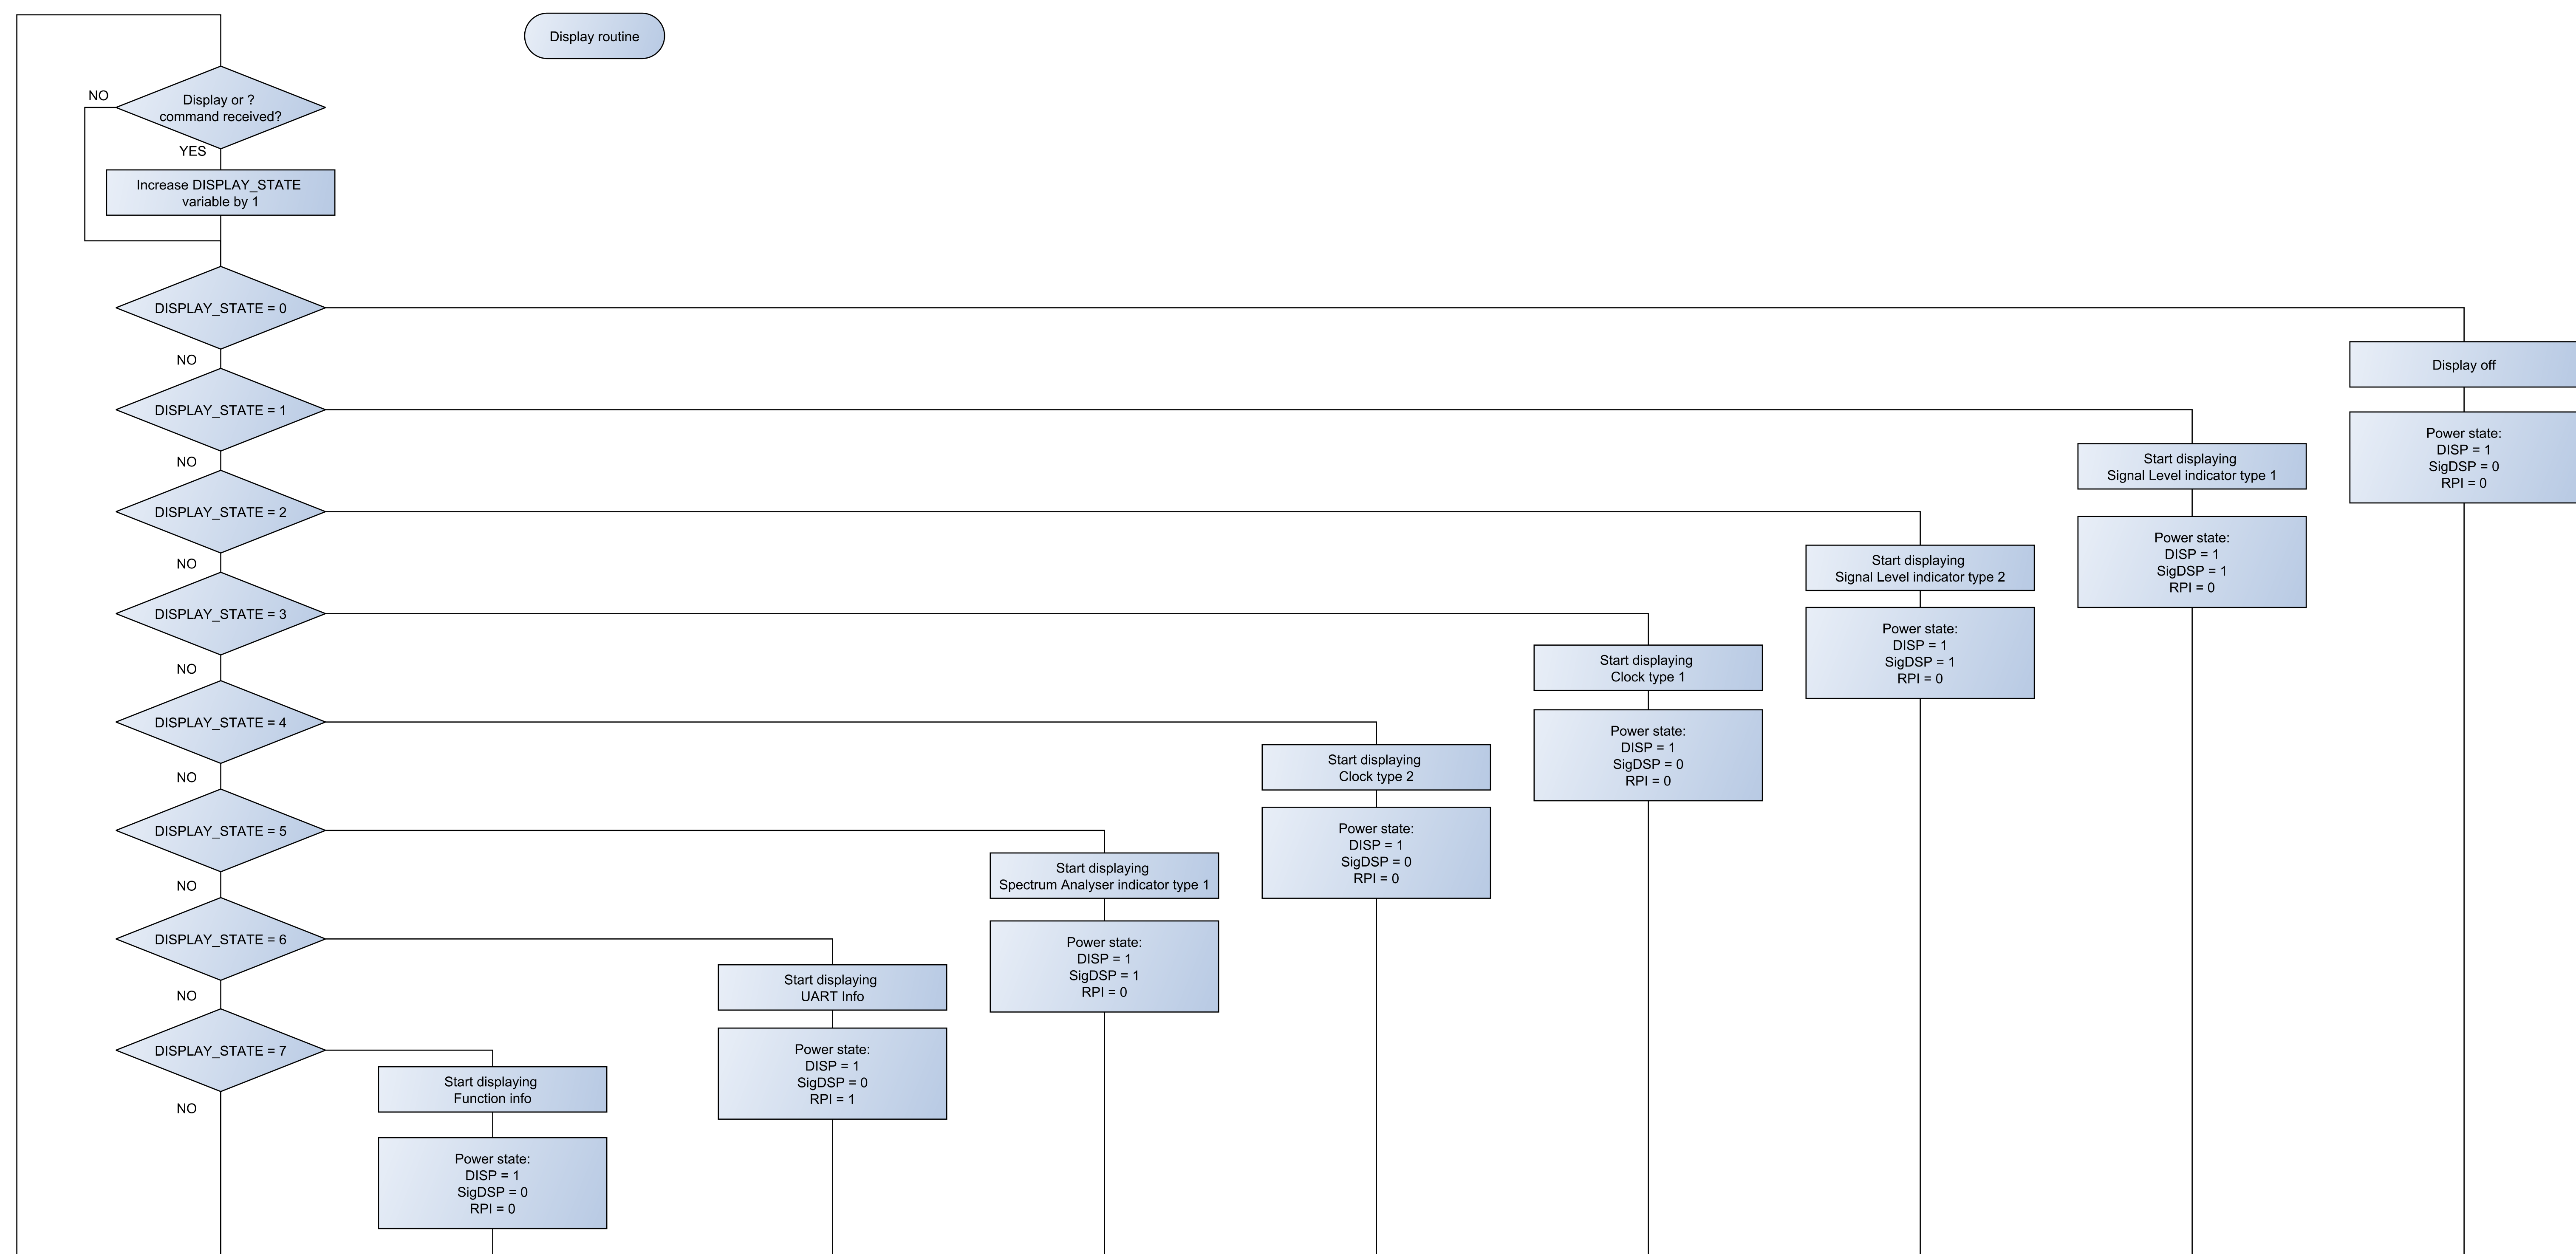 Display routine
NO
Display or ?
command received?
YES
Increase DISPLAY_STATE
variable by 1
DISPLAY_STATE = 0
NO
Display off
Power state:
DISP = 1
SigDSP = 0
RPI = 0
DISPLAY_STATE = 1
NO
Start displaying
Signal Level indicator type 1
Power state:
DISP = 1
SigDSP = 1
RPI = 0
DISPLAY_STATE = 2
NO
Start displaying
Signal Level indicator type 2
Power state:
DISP = 1
SigDSP = 1
RPI = 0
DISPLAY_STATE = 3
NO
Start displaying
Clock type 1
Power state:
DISP = 1
SigDSP = 0
RPI = 0
DISPLAY_STATE = 4
NO
Start displaying
Clock type 2
Power state:
DISP = 1
SigDSP = 0
RPI = 0
DISPLAY_STATE = 5
NO
Start displaying
Spectrum Analyser indicator type 1
Power state:
DISP = 1
SigDSP = 1
RPI = 0
DISPLAY_STATE = 6
NO
Start displaying
UART Info
Power state:
DISP = 1
SigDSP = 0
RPI = 1
DISPLAY_STATE = 7
NO
Start displaying
Function info
Power state:
DISP = 1
SigDSP = 0
RPI = 0